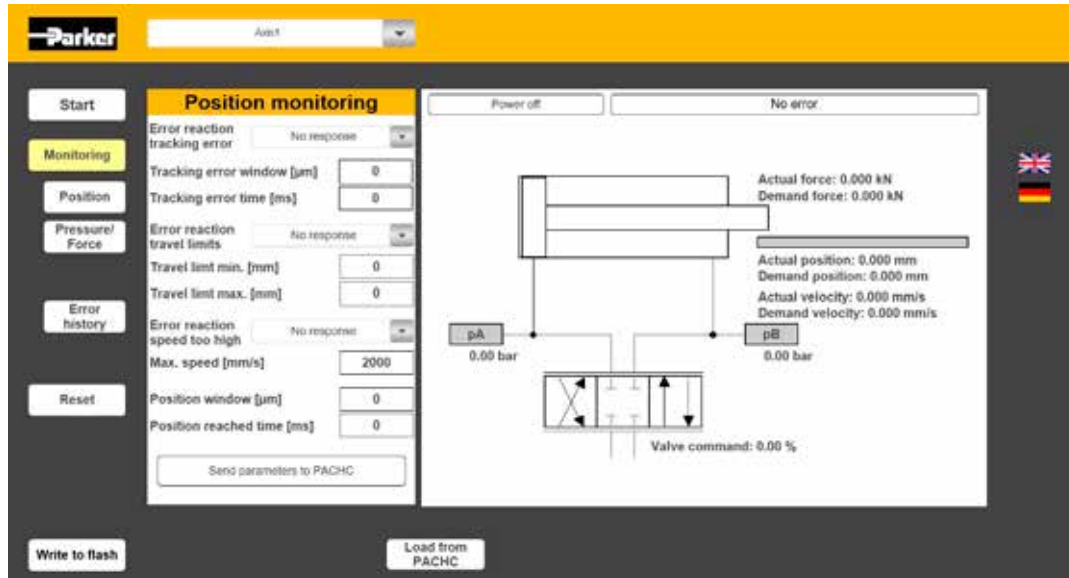 Parker
Axis1
Start
Monitoring
Position
Pressure/
Force
Error
history
Reset
Write to flash
Position monitoring
Error reaction
tracking error
No response
Tracking error window [µm]
0
Tracking error time [ms]
0
Error reaction
travel limits
No response
Travel limt min. [mm]
0
Travel limt max. [mm]
0
Error reaction
speed too high
No response
Max. speed [mm/s]
2000
Position window [µm]
0
Position reached time [ms]
0
Send parameters to PACHC
Load from
PACHC
Power off
No error
Actual force: 0.000 kN
Demand force: 0.000 kN
Actual position: 0.000 mm
Demand position: 0.000 mm
Actual velocity: 0.000 mm/s
Demand velocity: 0.000 mm/s
pA
0.00 bar
pB
0.00 bar
Valve command: 0.00 %